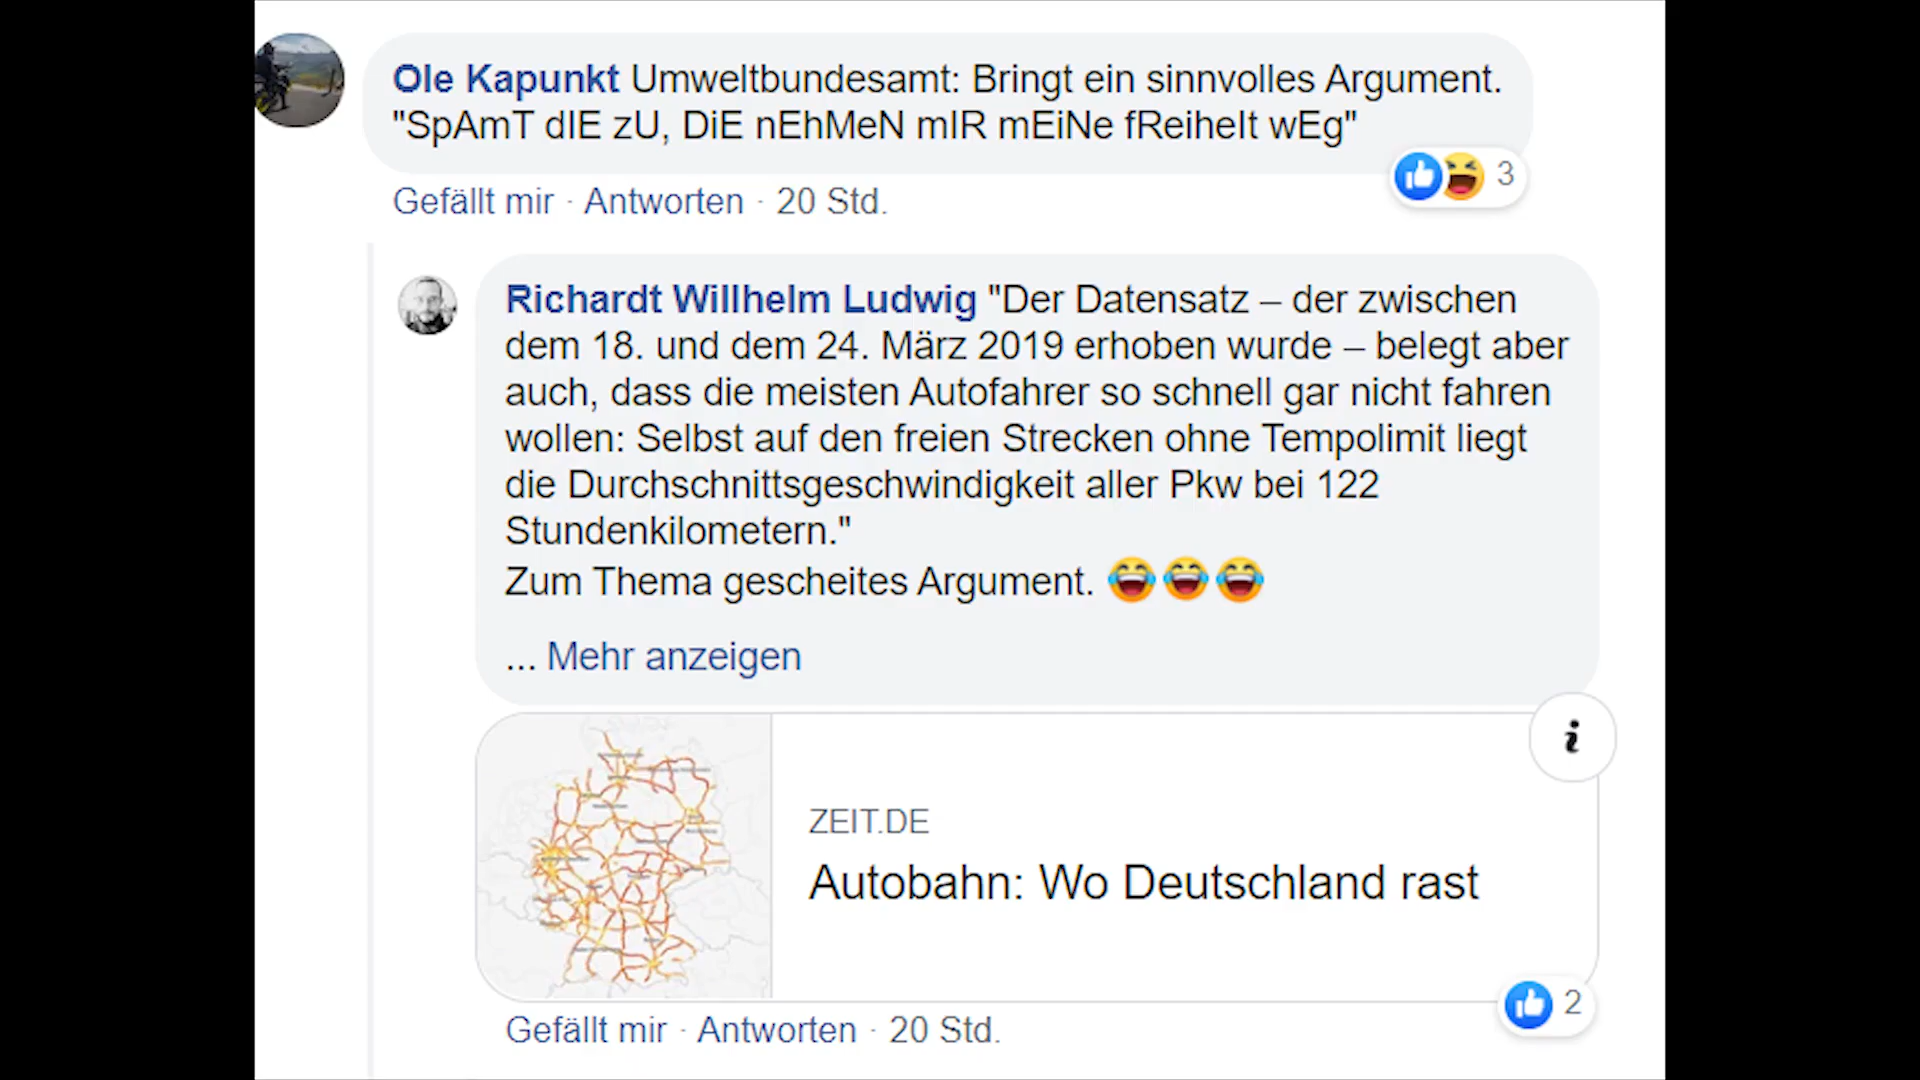 Ole Kapunkt Umweltbundesamt: Bringt ein sinnvolles Argument.
"SpAmT dIE zU, DiE nEhMeN mIR mEiNe fReiheIt wEg"
3
Gefällt mir · Antworten · 20 Std.
Richardt Willhelm Ludwig "Der Datensatz – der zwischen
dem 18. und dem 24. März 2019 erhoben wurde – belegt aber
auch, dass die meisten Autofahrer so schnell gar nicht fahren
wollen: Selbst auf den freien Strecken ohne Tempolimit liegt
die Durchschnittsgeschwindigkeit aller Pkw bei 122
Stundenkilometern."
Zum Thema gescheites Argument. 😂😂😂
... Mehr anzeigen
i
ZEIT.DE
Autobahn: Wo Deutschland rast
2
Gefällt mir · Antworten · 20 Std.